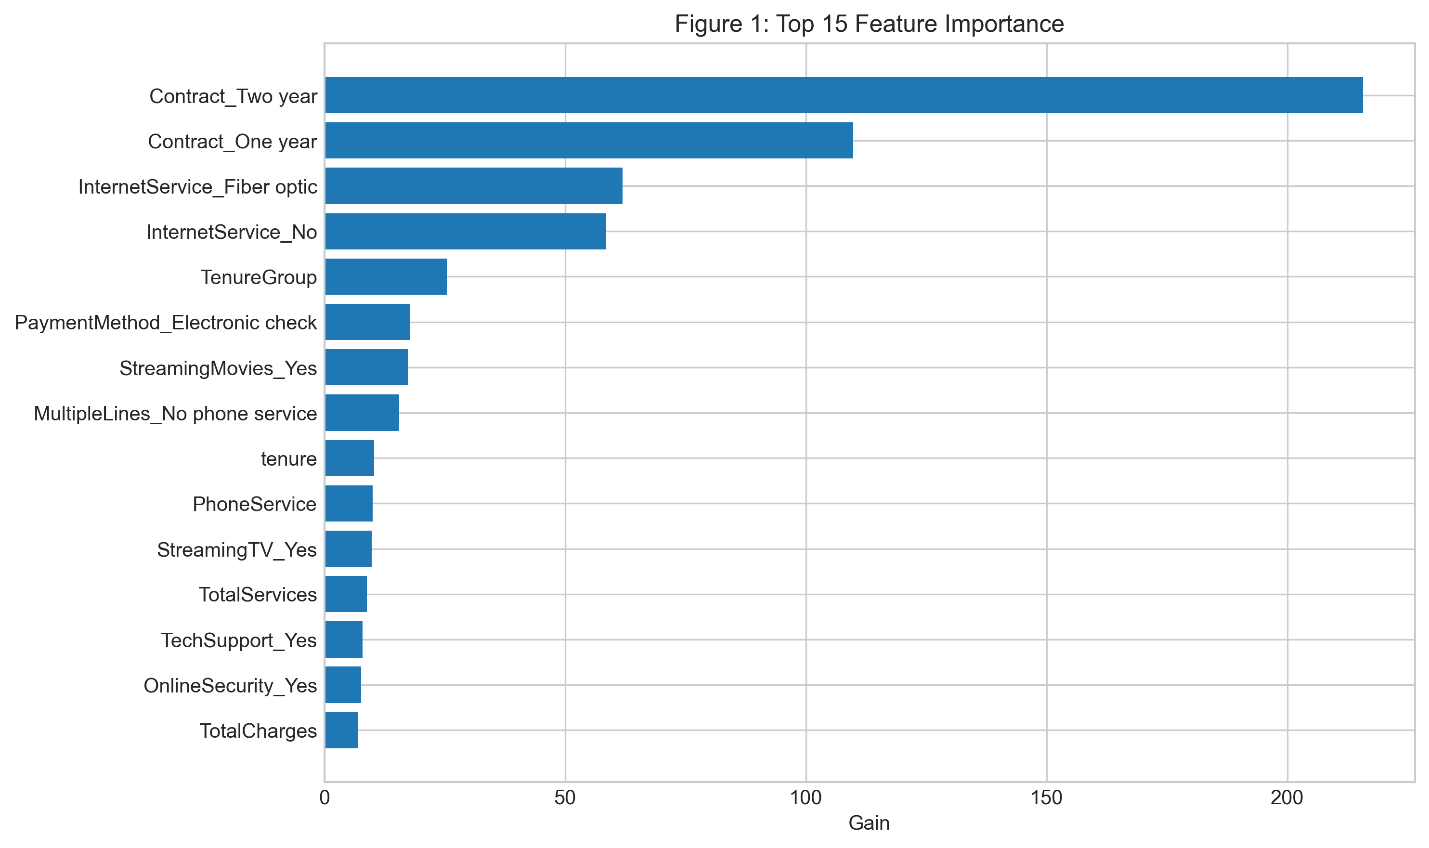 Figure 1: Top 15 Feature Importance
Contract_Two year
Contract_One year
InternetService_Fiber optic
InternetService_No
TenureGroup
PaymentMethod_Electronic check
StreamingMovies_Yes
MultipleLines_No phone service
tenure
PhoneService
StreamingTV_Yes
TotalServices
TechSupport_Yes
OnlineSecurity_Yes
TotalCharges
0 50 100 150 200
Gain